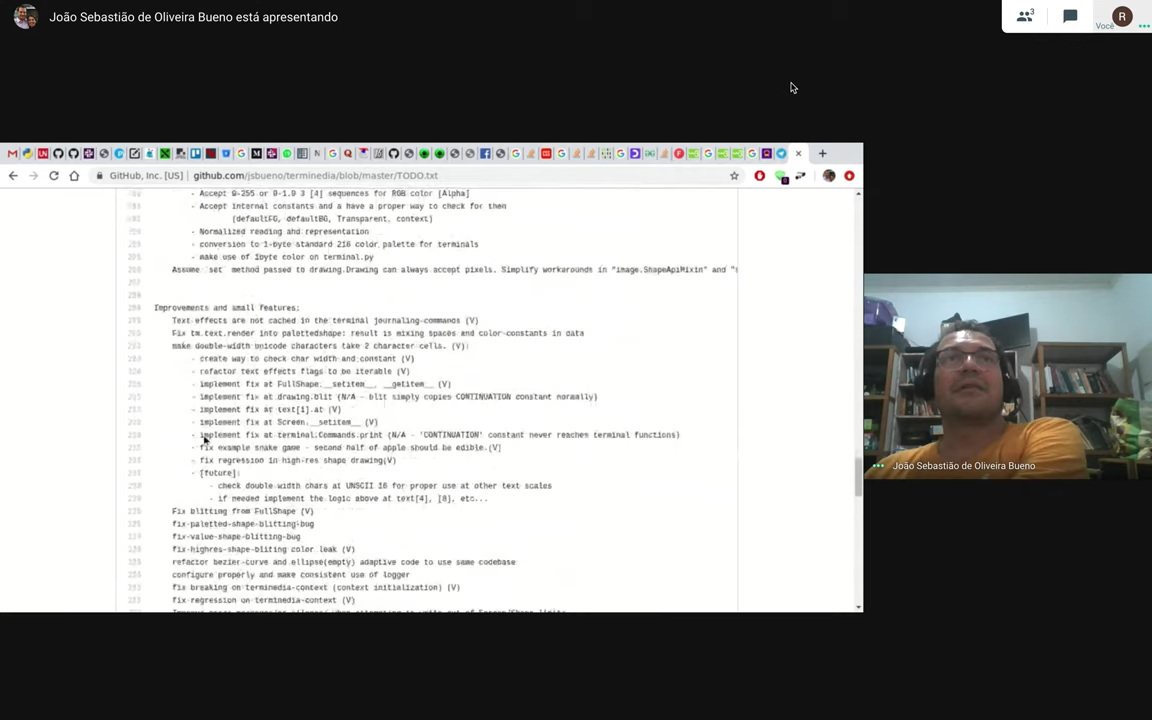 João Sebastião de Oliveira Bueno está apresentando
3
Você
R
GitHub, Inc. [US] | github.com/jsbueno/terminedia/blob/master/TODO.txt
- Accept 0-255 or 0-1.0 3 [4] sequences for RGB color [Alpha]
- Accept internal constants and a have a proper way to check for then
(defaultFG, defaultBG, Transparent, context)
- Normalized reading and representation
- conversion to 1-byte standard 216 color palette for terminals
- make use of 1byte color on terminal.py
Assume `set` method passed to drawing.Drawing can always accept pixels. Simplify workarounds in "image.ShapeApiMixin" and
Improvements and small features:
Text effects are not cached in the terminal journaling commands (V)
Fix tm.text.render into palettedshape: result is mixing spaces and color-constants in data
make double-width unicode characters take 2 character cells. (V):
- create way to check char width and constant (V)
- refactor text effects flags to be iterable (V)
- implement fix at FullShape.__setitem__, __getitem__ (V)
- implement fix at drawing.blit (N/A - blit simply copies CONTINUATION constant normally)
- implement fix at text[1].at (V)
- implement fix at Screen.__setitem__ (V)
- implement fix at terminal.Commands.print (N/A - 'CONTINUATION' constant never reaches terminal functions)
- fix example snake game - second half of apple should be edible.(V)
- fix regression in high-res shape drawing(V)
- [future]:
- check double width chars at UNSCII 16 for proper use at other text scales
- if needed implement the logic above at text[4], [8], etc...
Fix blitting from FullShape (V)
fix-paletted-shape-blitting-bug
fix-value-shape-blitting-bug
fix-highres-shape-bliting color leak (V)
refactor bezier-curve and ellipse(empty) adaptive code to use same codebase
configure properly and make consistent use of logger
fix breaking on terminedia-context (context initialization) (V)
fix-regression on terminedia-context (V)
João Sebastião de Oliveira Bueno